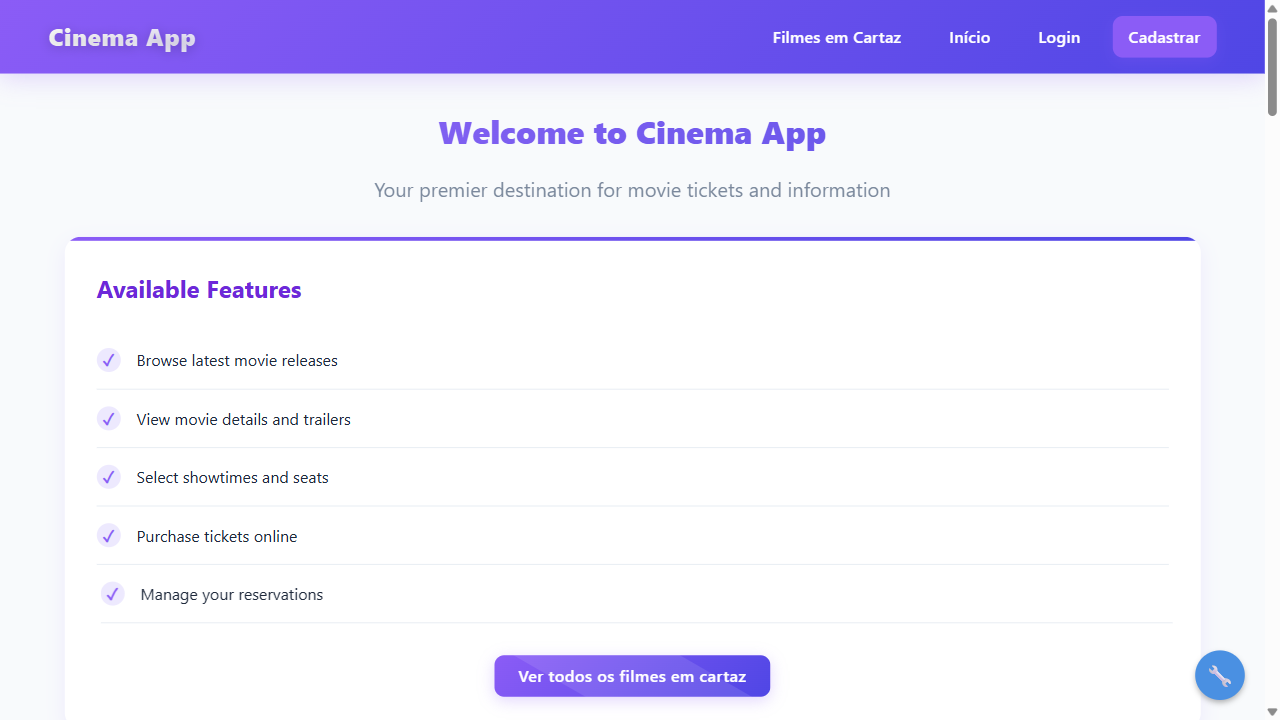 Cinema App
Filmes em Cartaz
Início
Login
Cadastrar
Welcome to Cinema App
Your premier destination for movie tickets and information
Available Features
✓ Browse latest movie releases
✓ View movie details and trailers
✓ Select showtimes and seats
✓ Purchase tickets online
✓ Manage your reservations
Ver todos os filmes em cartaz